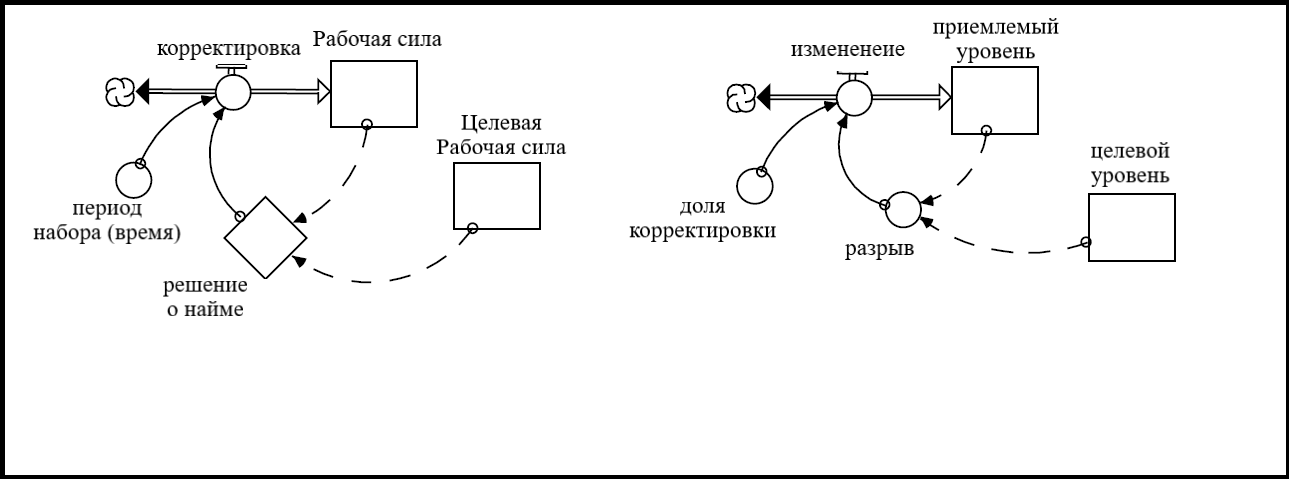 корректировка
Рабочая сила
Целевая
Рабочая сила
период
набора (время)
решение
о найме
измененеие
приемлемый
уровень
целевой
уровень
доля
корректировки
разрыв